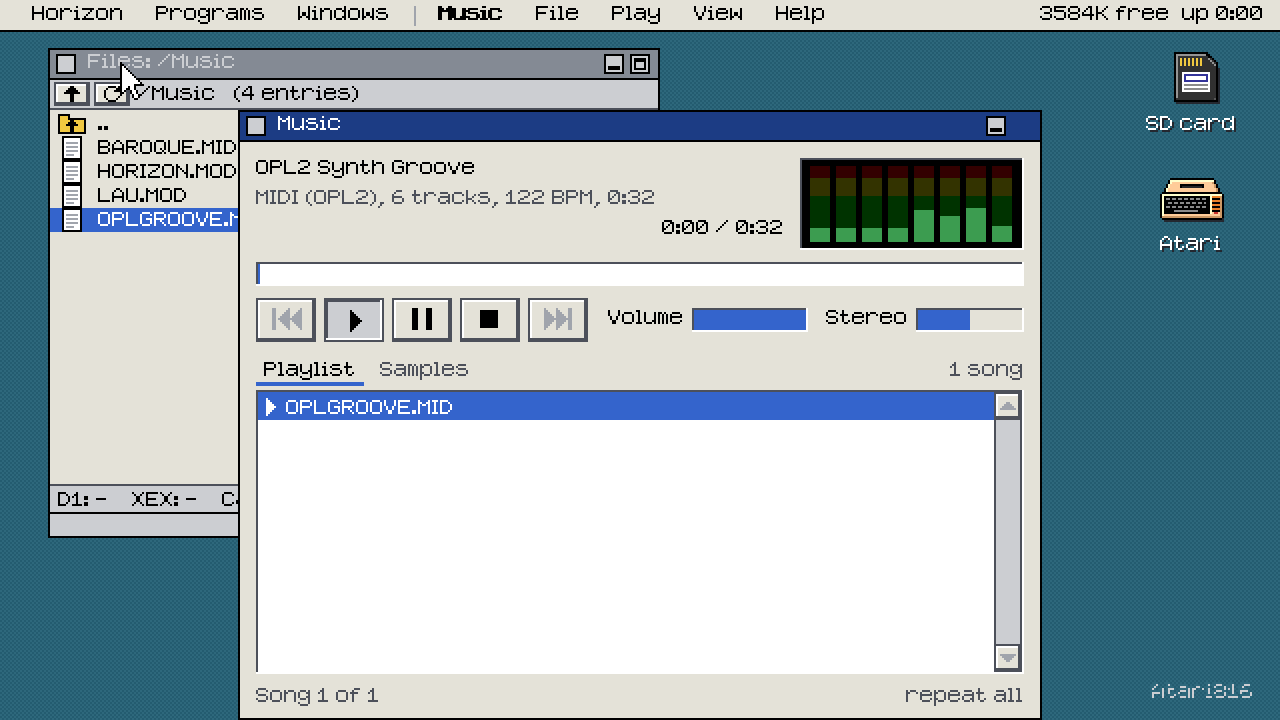 Horizon Programs Windows | Music File Play View Help 3584K free up 0:00
Files: /Music
/Music (4 entries)
..
BAROQUE.MID
HORIZON.MOD
LAU.MOD
OPLGROOVE.M
D1: - XEX: -
Music
OPL2 Synth Groove
MIDI (OPL2), 6 tracks, 122 BPM, 0:32
0:00 / 0:32
Volume Stereo
Playlist Samples 1 song
OPLGROOVE.MID
Song 1 of 1 repeat all
SD card
Atari
Atari816